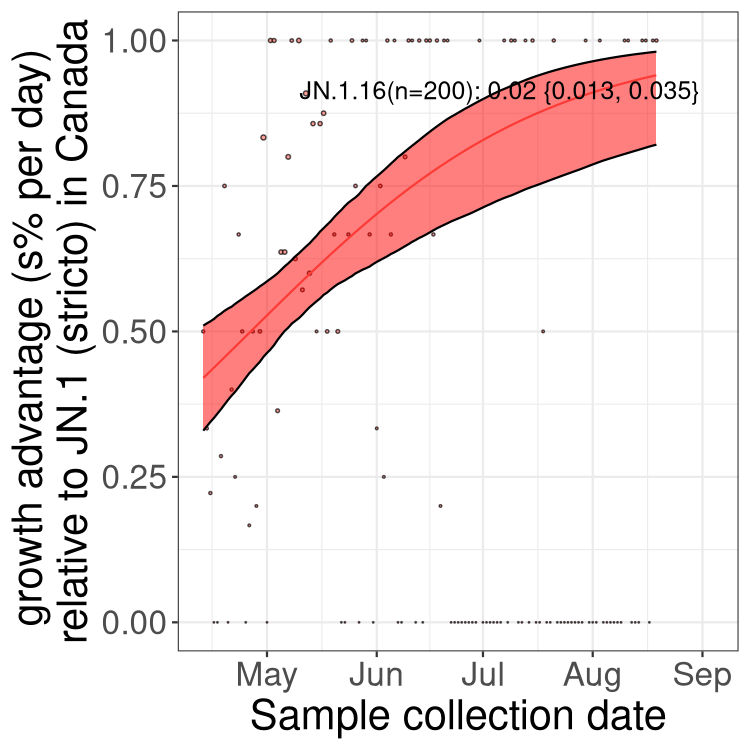 growth advantage (s% per day)
relative to JN.1 (stricto) in Canada
1.00
0.75
0.50
0.25
0.00
JN.1.16(n=200): 0.02 {0.013, 0.035}
May Jun Jul Aug Sep
Sample collection date